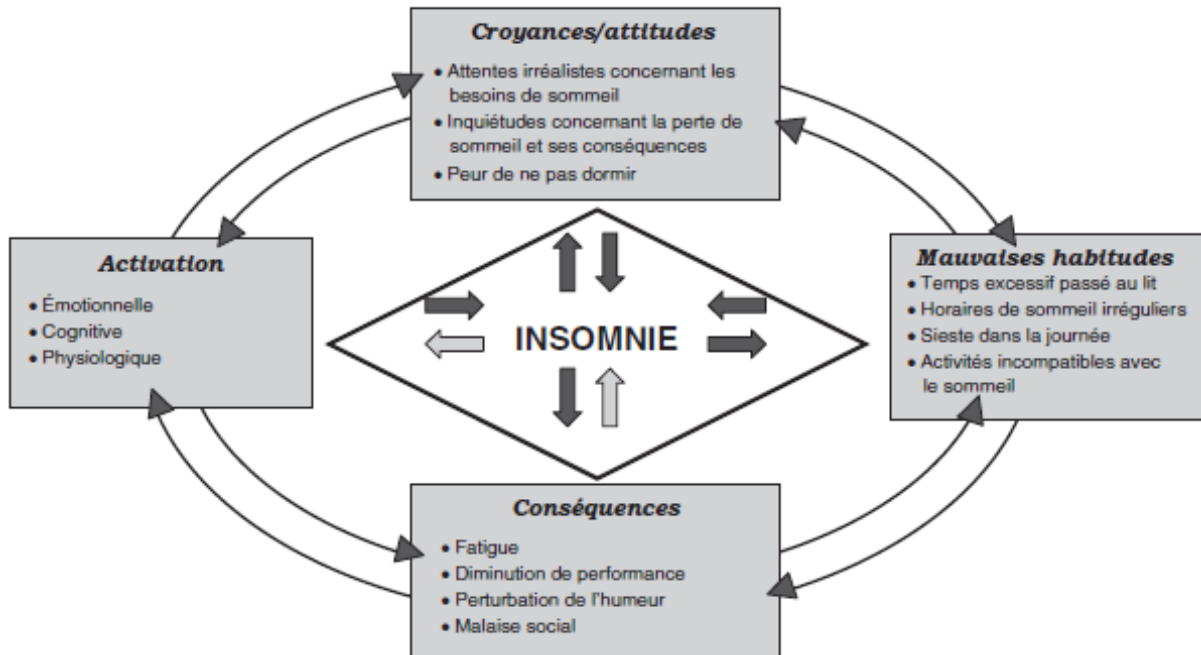 Croyances/attitudes
• Attentes irréalistes concernant les
besoins de sommeil
• Inquiétudes concernant la perte de
sommeil et ses conséquences
• Peur de ne pas dormir
Activation
• Émotionnelle
• Cognitive
• Physiologique
INSOMNIE
Mauvaises habitudes
• Temps excessif passé au lit
• Horaires de sommeil irréguliers
• Sieste dans la journée
• Activités incompatibles avec
le sommeil
Conséquences
• Fatigue
• Diminution de performance
• Perturbation de l'humeur
• Malaise social